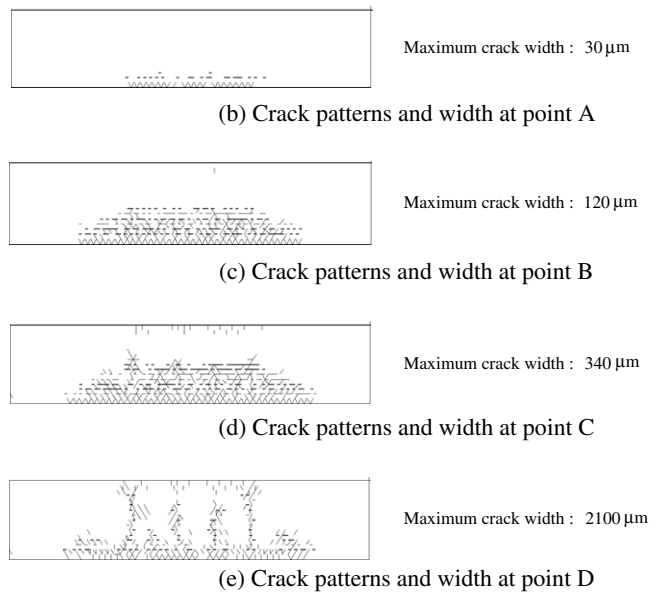 Maximum crack width : 30 μm
(b) Crack patterns and width at point A
Maximum crack width : 120 μm
(c) Crack patterns and width at point B
Maximum crack width : 340 μm
(d) Crack patterns and width at point C
Maximum crack width : 2100 μm
(e) Crack patterns and width at point D